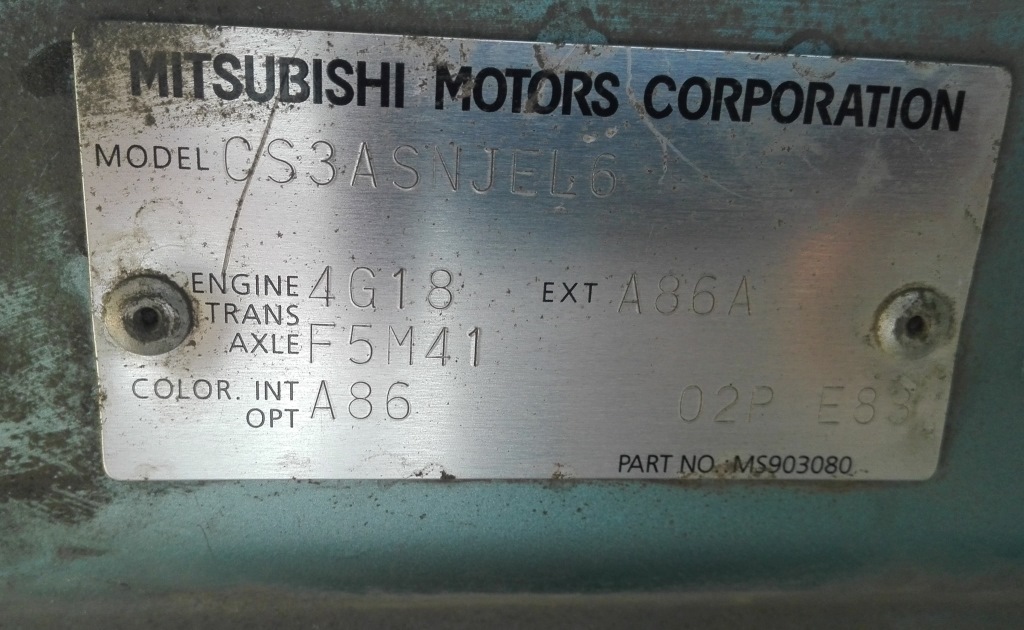 MITSUBISHI MOTORS CORPORATION
MODEL CS3ASNJEL6
ENGINE 4G18 EXT A86A
TRANS
AXLE F5M41
COLOR. INT A86 02P E83
OPT
PART NO. MS903080